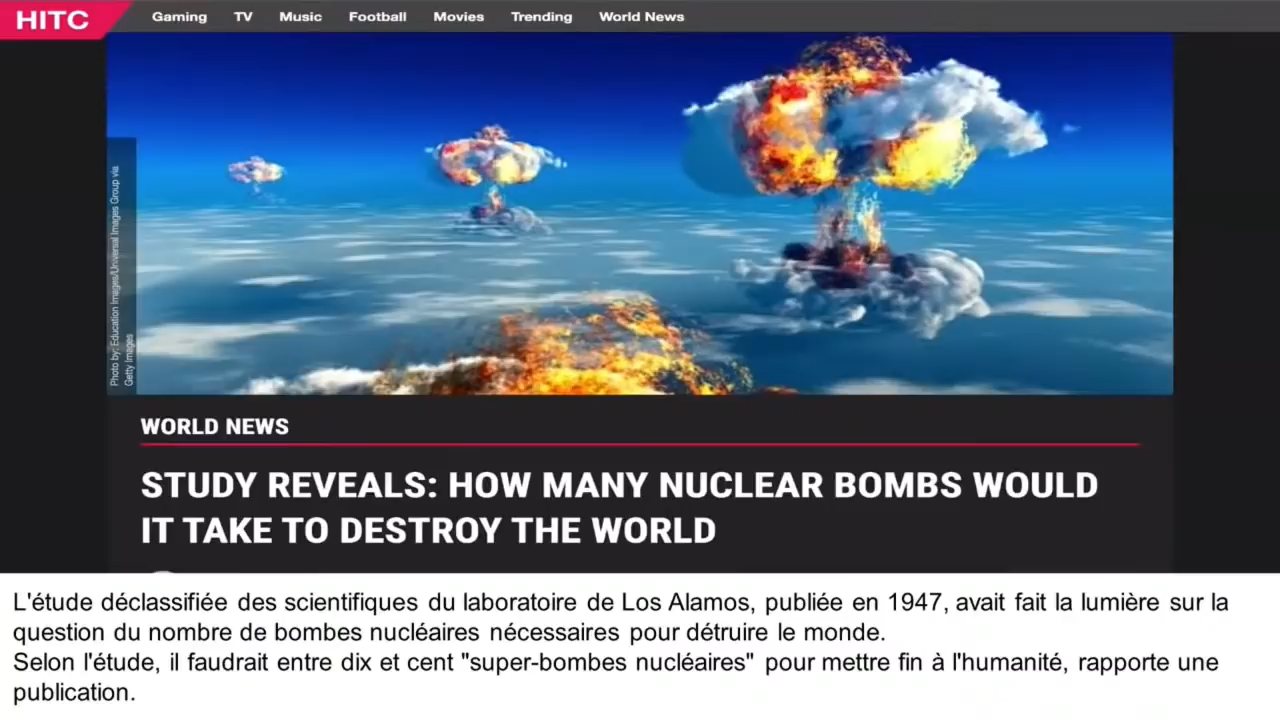 HITC
Gaming TV Music Football Movies Trending World News
Photo by: Education Images/Universal Images Group via
Getty Images
WORLD NEWS
STUDY REVEALS: HOW MANY NUCLEAR BOMBS WOULD
IT TAKE TO DESTROY THE WORLD
L'étude déclassifiée des scientifiques du laboratoire de Los Alamos, publiée en 1947, avait fait la lumière sur la
question du nombre de bombes nucléaires nécessaires pour détruire le monde.
Selon l'étude, il faudrait entre dix et cent "super-bombes nucléaires" pour mettre fin à l'humanité, rapporte une
publication.